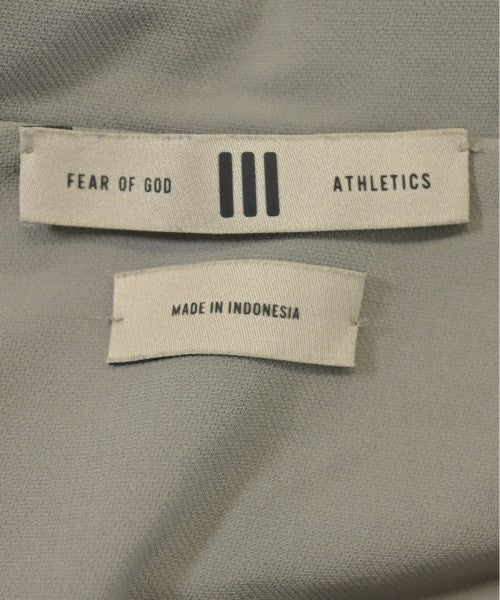 FEAR OF GOD ATHLETICS
MADE IN INDONESIA